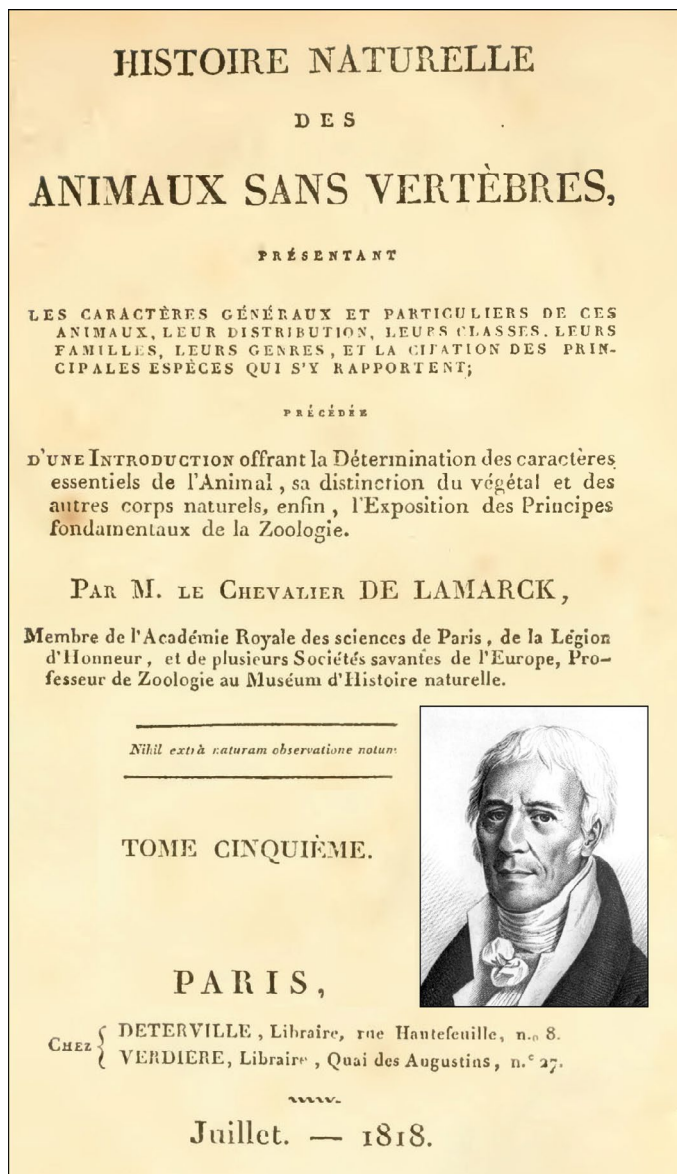 HISTOIRE NATURELLE
DES
ANIMAUX SANS VERTÈBRES,
PRÉSENTANT
LES CARACTÈRES GÉNÉRAUX ET PARTICULIERS DE CES
ANIMAUX, LEUR DISTRIBUTION, LEURS CLASSES. LEURS
FAMILLES, LEURS GENRES, ET LA CITATION DES PRIN-
CIPALES ESPÈCES QUI S'Y RAPPORTENT;
PRÉCÉDÉE
D'UNE INTRODUCTION offrant la Détermination des caractères
essentiels de l'Animal, sa distinction du végétal et des
autres corps naturels, enfin, l'Exposition des Principes
fondamentaux de la Zoologie.
PAR M. LE CHEVALIER DE LAMARCK,
Membre de l'Académie Royale des sciences de Paris, de la Légion
d'Honneur, et de plusieurs Sociétés savantes de l'Europe, Pro-
fesseur de Zoologie au Muséum d'Histoire naturelle.
Nihil extrà naturam observatione notum
TOME CINQUIÈME.
PARIS,
CHEZ
DETERVILLE, Libraire, rue Hautefeuille, n.o 8.
VERDIÈRE, Libraire, Quai des Augustins, n.c 27.
Juillet. — 1818.